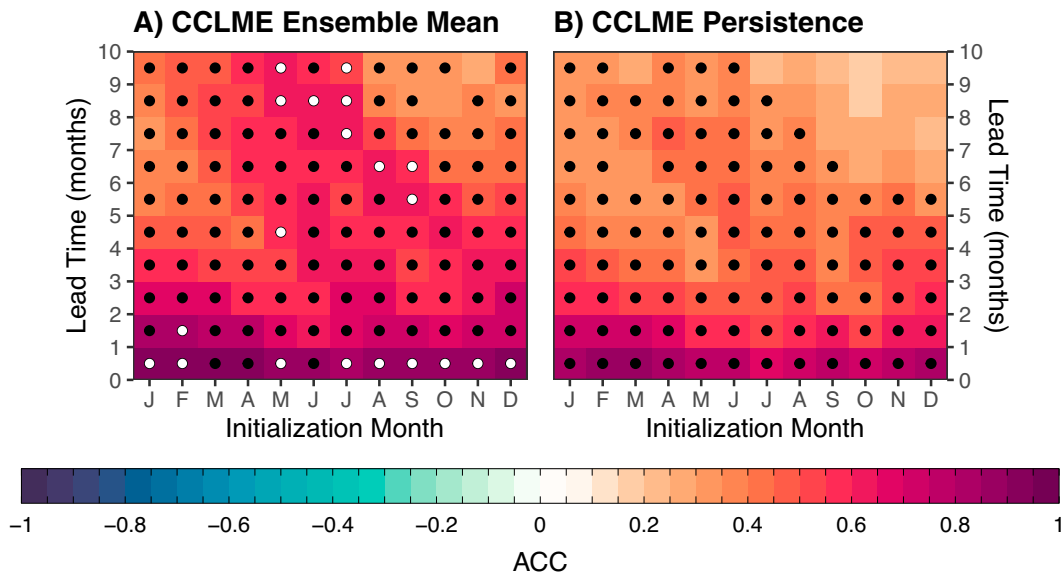 A) CCLME Ensemble Mean
B) CCLME Persistence
Lead Time (months)
10
9
8
7
6
5
4
3
2
1
0
J F M A M J J A S O N D
Initialization Month
J F M A M J J A S O N D
Initialization Month
10
9
8
7
6
5
4
3
2
1
0
Lead Time (months)
−1 −0.8 −0.6 −0.4 −0.2 0 0.2 0.4 0.6 0.8 1
ACC